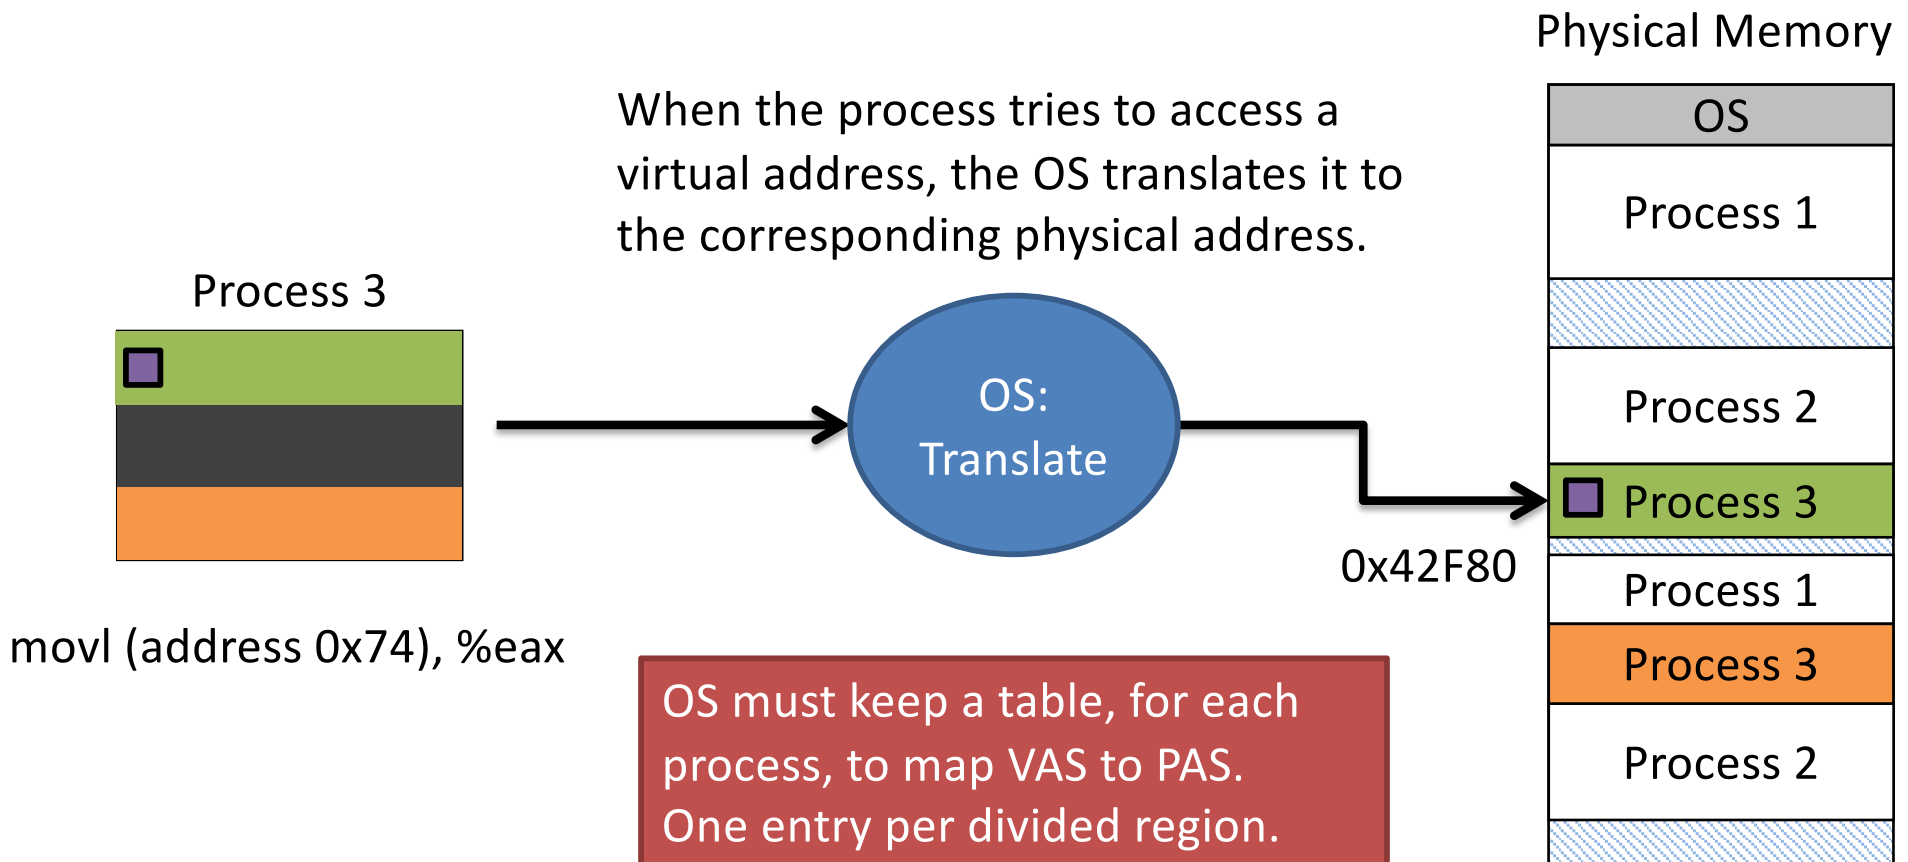 Physical Memory
When the process tries to access a
virtual address, the OS translates it to
the corresponding physical address.
Process 3
OS:
Translate
movl (address 0x74), %eax
OS must keep a table, for each
process, to map VAS to PAS.
One entry per divided region.
0x42F80
OS
Process 1
Process 2
Process 3
Process 1
Process 3
Process 2